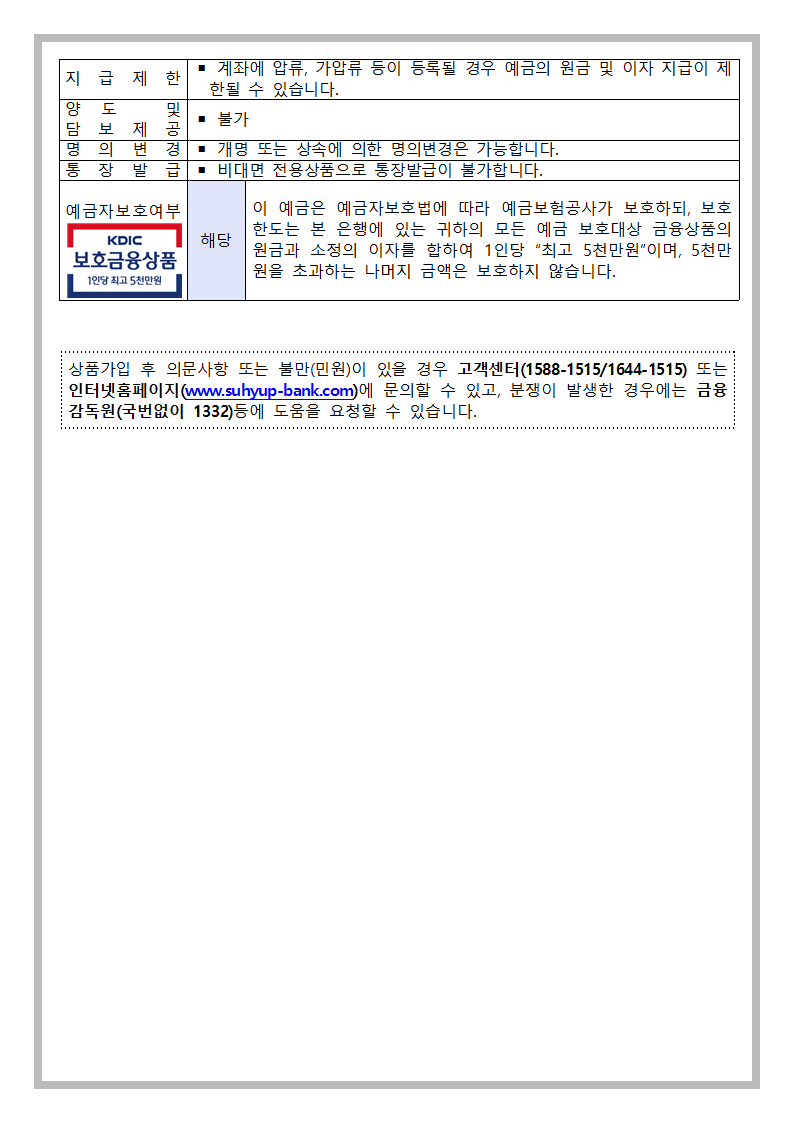 지 급 제 한
▪ 계좌에 압류, 가압류 등이 등록될 경우 예금의 원금 및 이자 지급이 제
한될 수 있습니다.
양 도 및
담 보 제 공
▪ 불가
명 의 변 경
▪ 개명 또는 상속에 의한 명의변경은 가능합니다.
통 장 발 급
▪ 비대면 전용상품으로 통장발급이 불가합니다.
예금자보호여부
KDIC
보호금융상품
1인당 최고 5천만원
해당
이 예금은 예금자보호법에 따라 예금보험공사가 보호하되, 보호
한도는 본 은행에 있는 귀하의 모든 예금 보호대상 금융상품의
원금과 소정의 이자를 합하여 1인당 “최고 5천만원”이며, 5천만
원을 초과하는 나머지 금액은 보호하지 않습니다.
상품가입 후 의문사항 또는 불만(민원)이 있을 경우 고객센터(1588-1515/1644-1515) 또는
인터넷홈페이지(www.suhyup-bank.com)에 문의할 수 있고, 분쟁이 발생한 경우에는 금융
감독원(국번없이 1332)등에 도움을 요청할 수 있습니다.